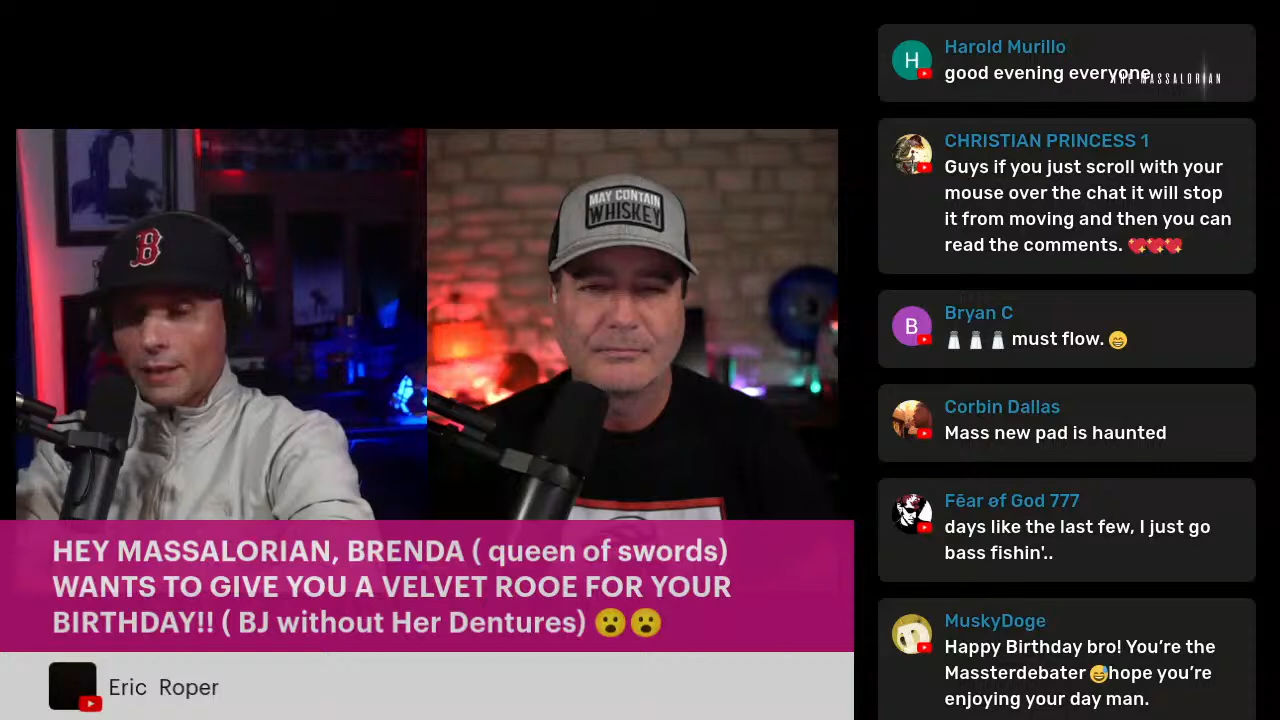 Harold Murillo
good evening everyone
THE MASSALORIAN
CHRISTIAN PRINCESS 1
Guys if you just scroll with your
mouse over the chat it will stop
it from moving and then you can
read the comments. 💖💖💖
B
MAY CONTAIN
WHISKEY
Bryan C
🧂 🧂 🧂 must flow. 😁
Corbin Dallas
Mass new pad is haunted
Fēar ɵf God 777
days like the last few, I just go
bass fishin'..
HEY MASSALORIAN, BRENDA ( queen of swords)
WANTS TO GIVE YOU A VELVET ROOE FOR YOUR
BIRTHDAY!! ( BJ without Her Dentures) 😮😮
Eric Roper
MuskyDoge
Happy Birthday bro! You’re the
Massterdebater 😅hope you’re
enjoying your day man.
H
B